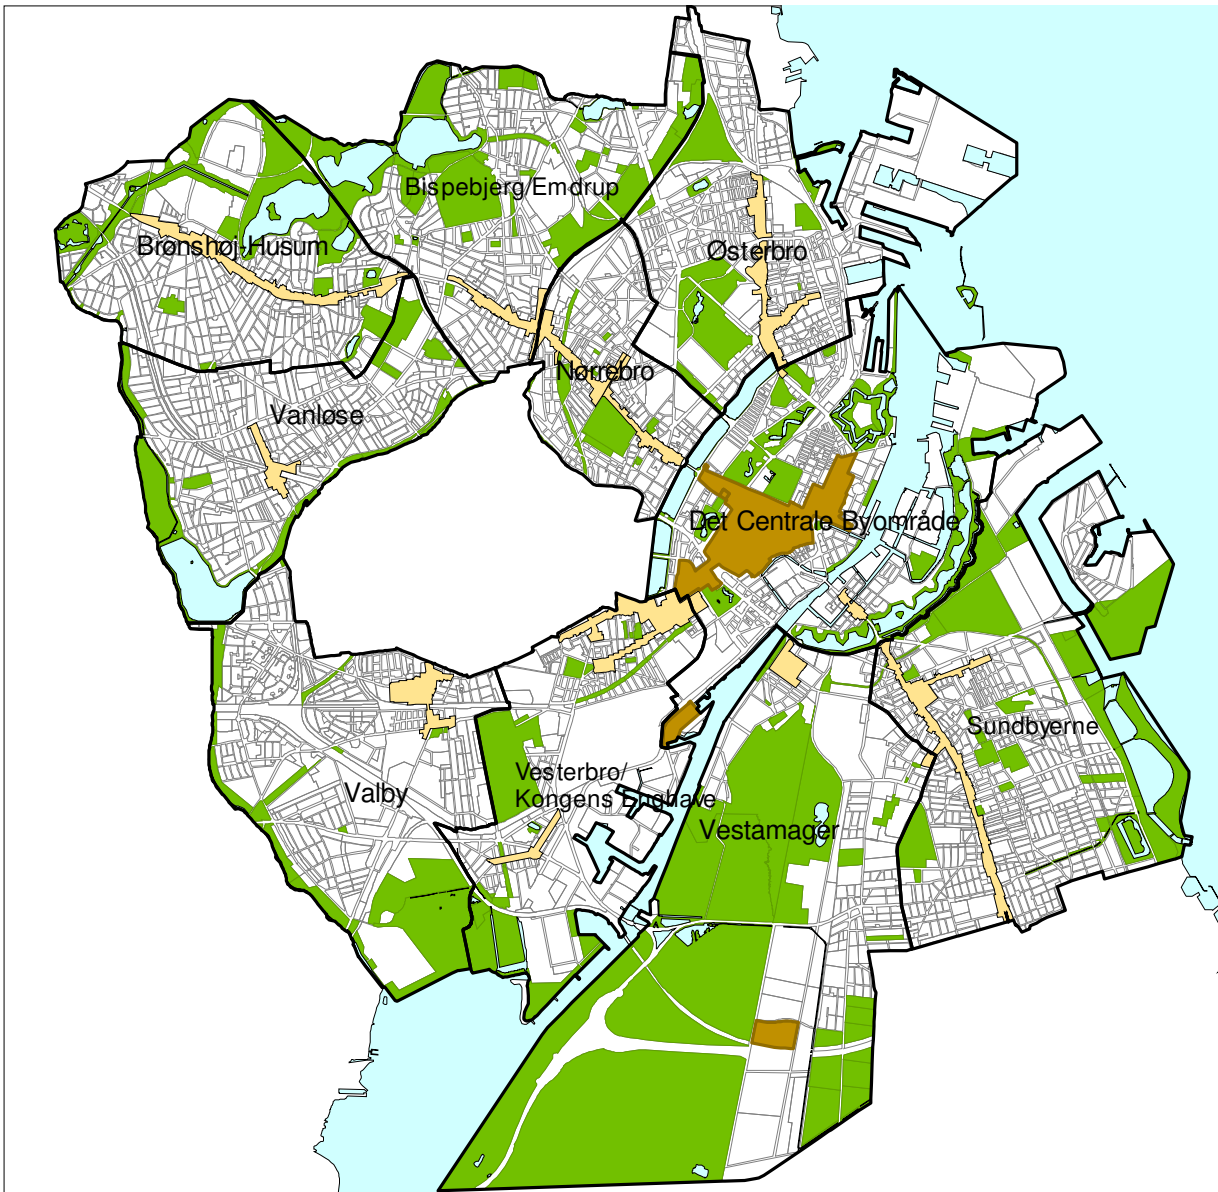 Bispebjerg/Emdrup
Brønshøj-Husum
Østerbro
Nørrebro
Vanløse
Det Centrale Byområde
Sundbyerne
Vesterbro/
Kongens Enghave
Valby
Vestamager